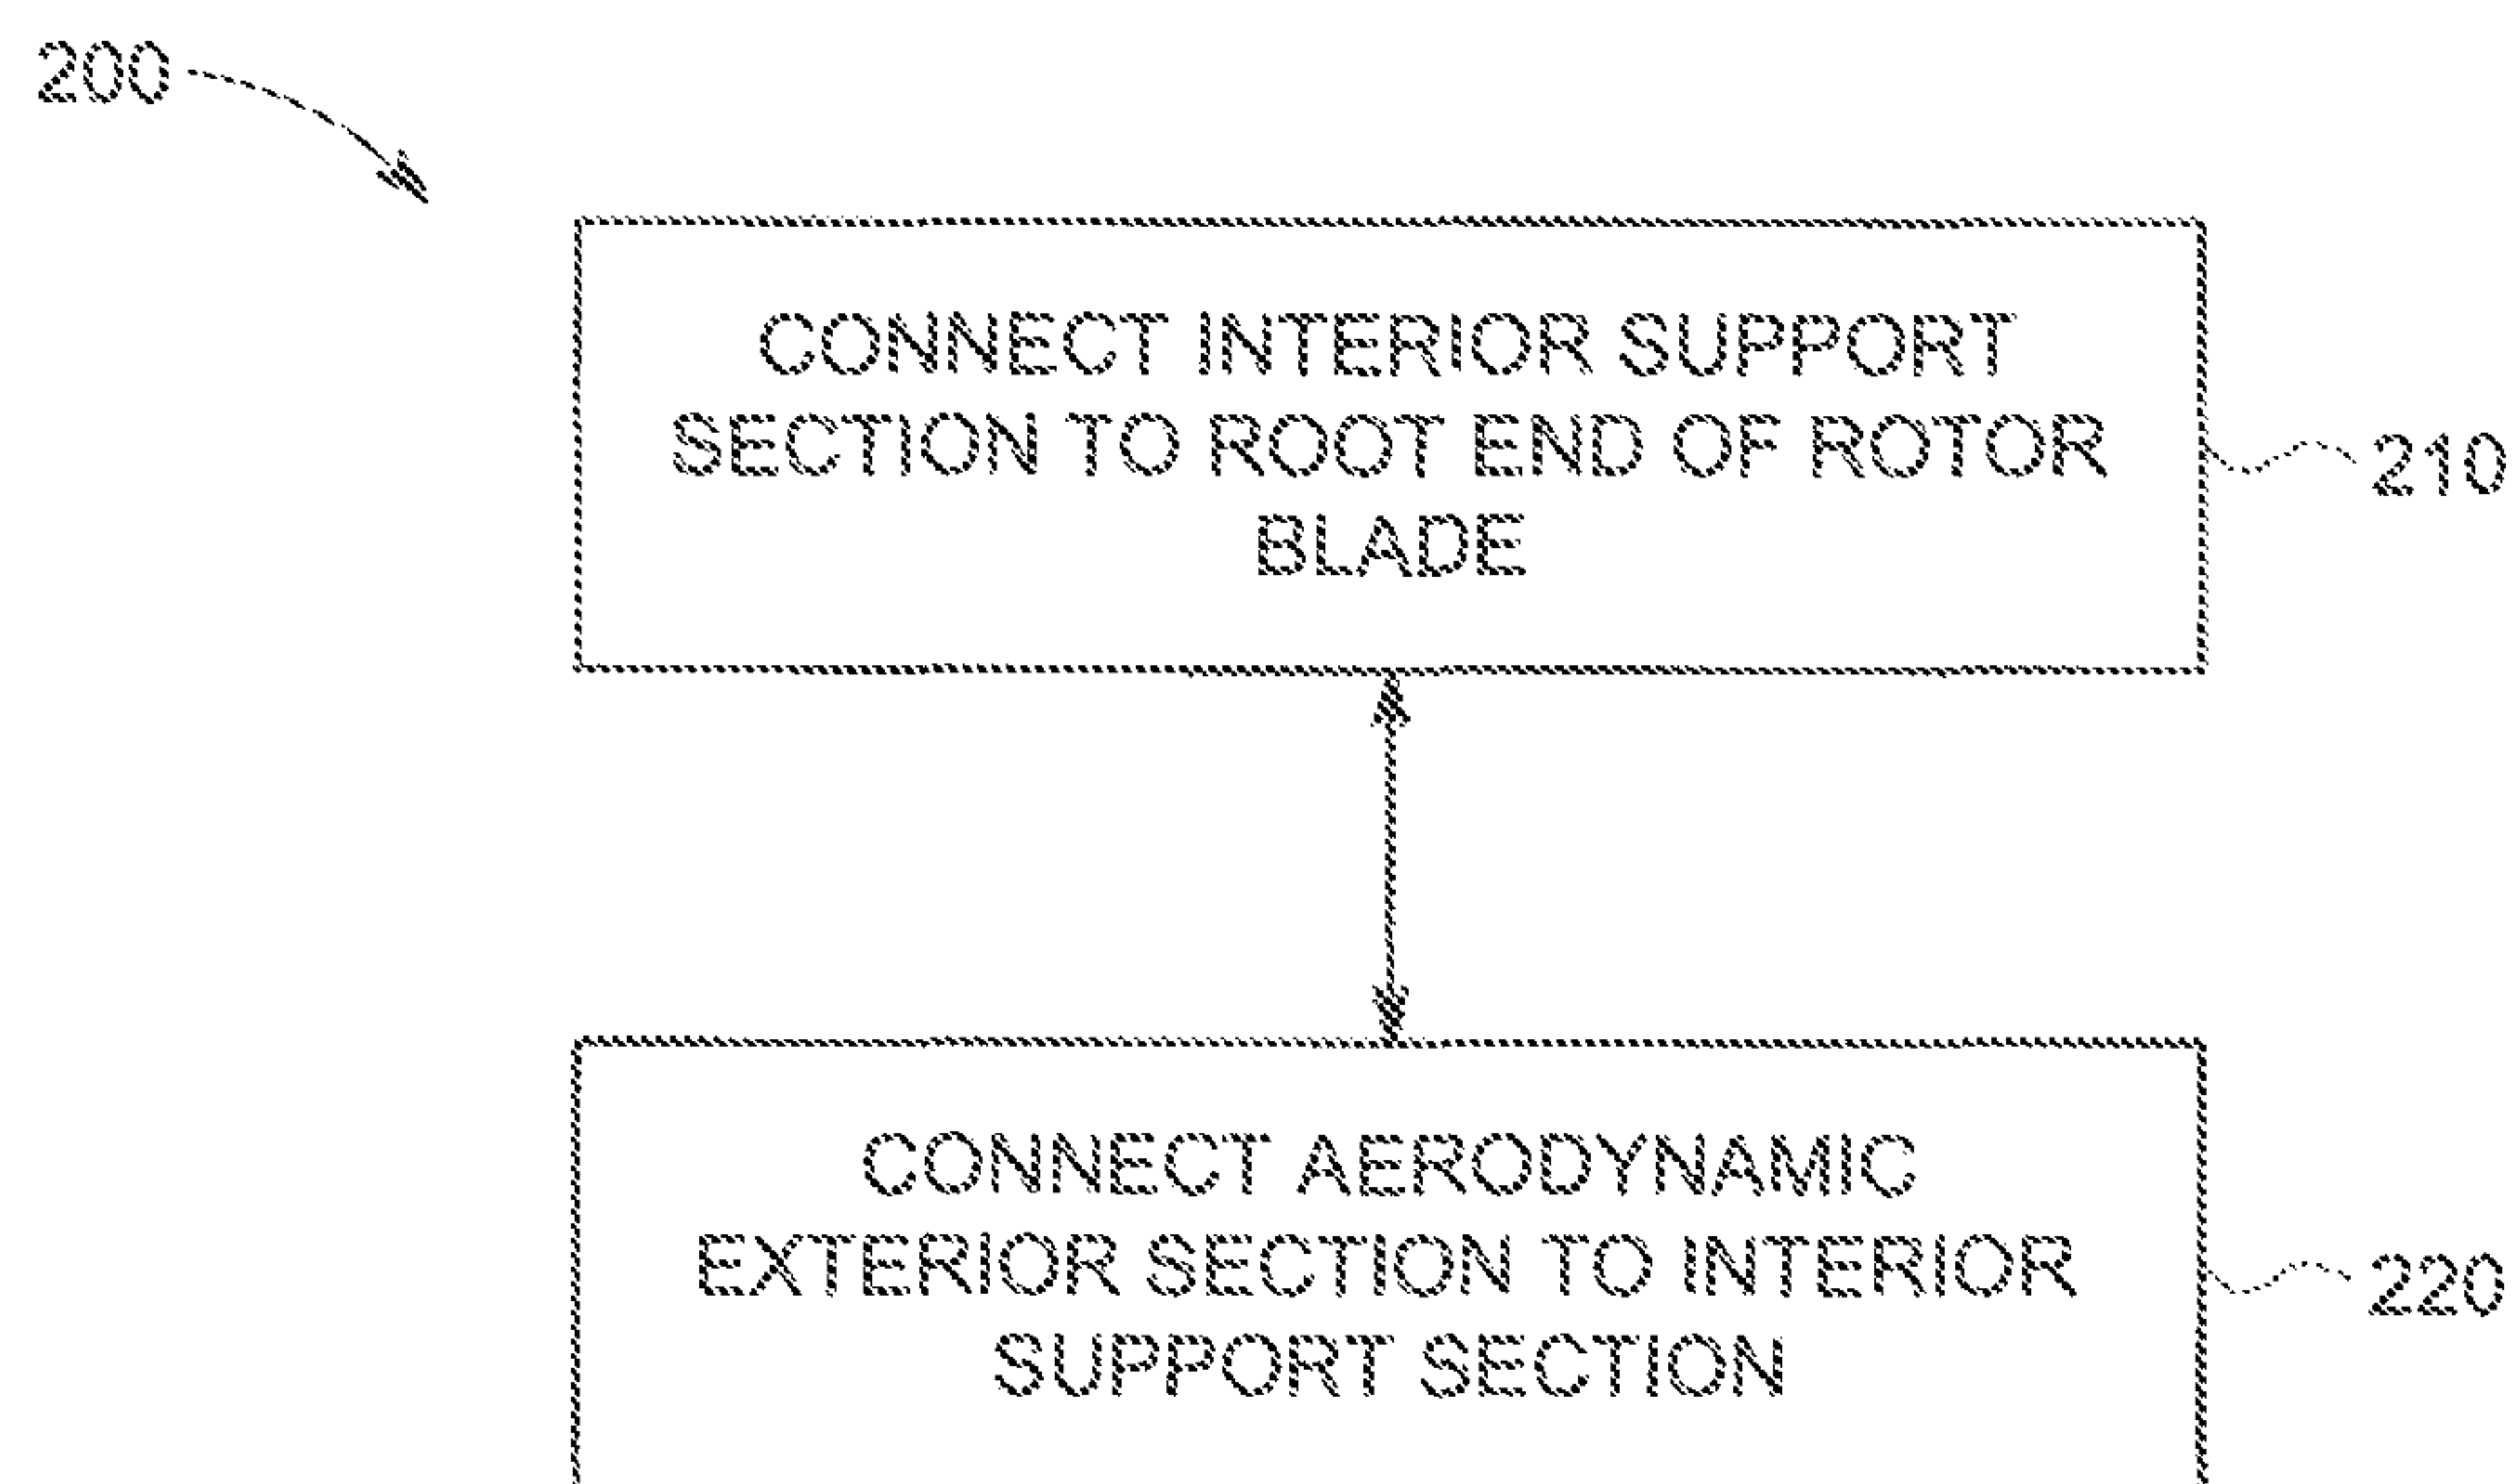 200
CONNECT INTERIOR SUPPORT
SECTION TO ROOT END OF ROTOR
BLADE
210
CONNECT AERODYNAMIC
EXTERIOR SECTION TO INTERIOR
SUPPORT SECTION
220